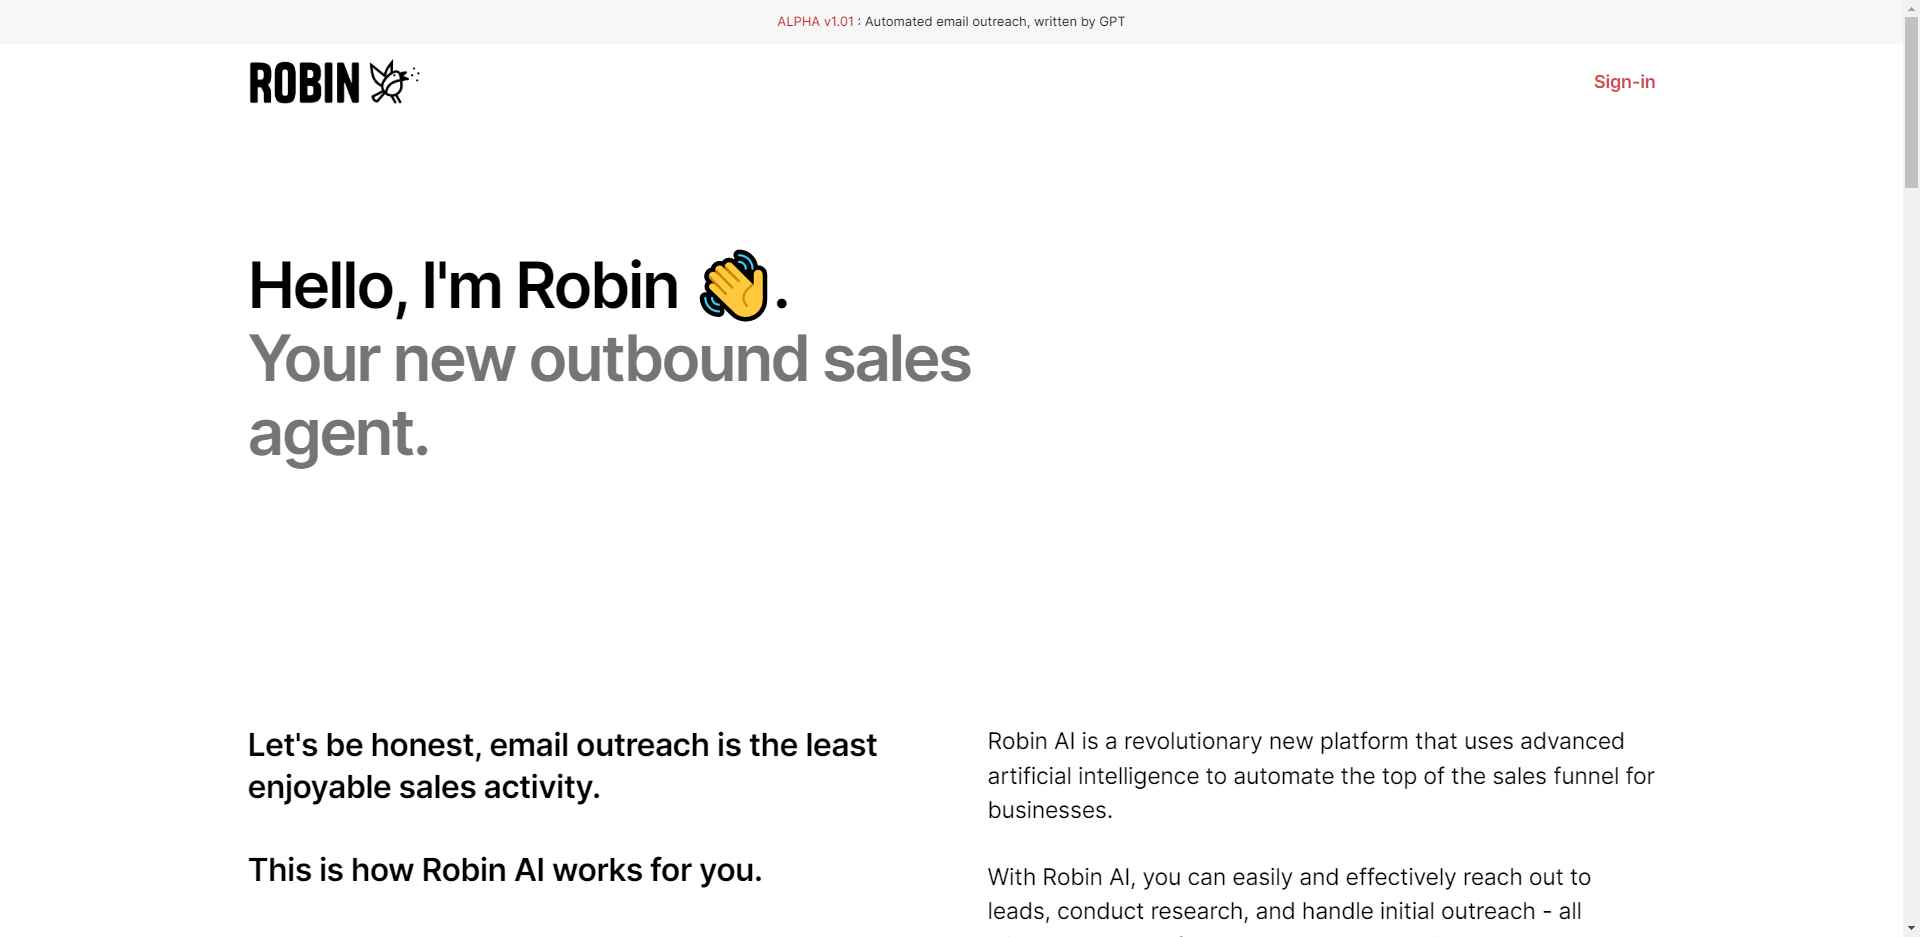 ALPHA v1.01 : Automated email outreach, written by GPT
ROBIN
Sign-in
Hello, I'm Robin 👋.
Your new outbound sales
agent.
Let's be honest, email outreach is the least
enjoyable sales activity.
This is how Robin AI works for you.
Robin AI is a revolutionary new platform that uses advanced
artificial intelligence to automate the top of the sales funnel for
businesses.
With Robin AI, you can easily and effectively reach out to
leads, conduct research, and handle initial outreach - all